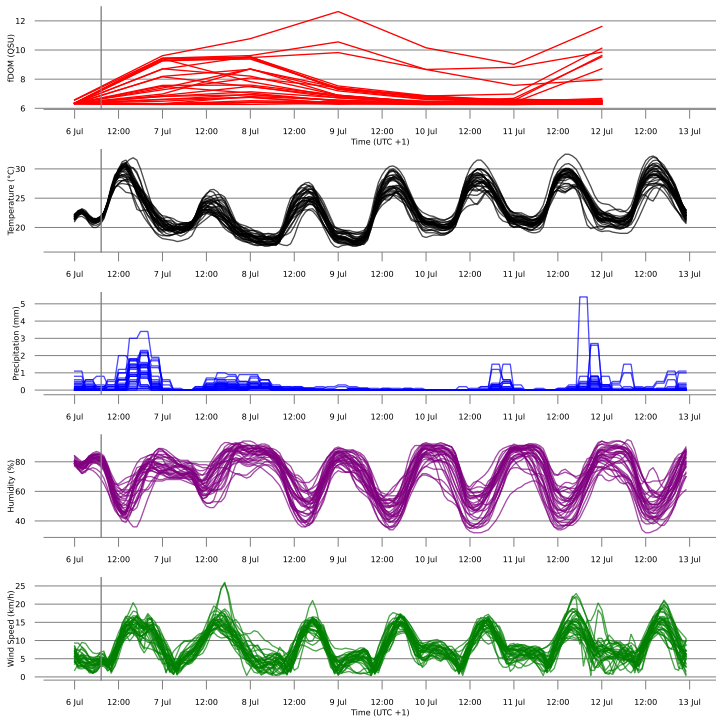 12
10
8
6
fDOM (QSU)
6 Jul 12:00 7 Jul 12:00 8 Jul 12:00 9 Jul 12:00 10 Jul 12:00 11 Jul 12:00 12 Jul 12:00 13 Jul
Time (UTC +1)
30
25
20
Temperature (°C)
6 Jul 12:00 7 Jul 12:00 8 Jul 12:00 9 Jul 12:00 10 Jul 12:00 11 Jul 12:00 12 Jul 12:00 13 Jul
5
4
3
2
1
0
Precipitation (mm)
6 Jul 12:00 7 Jul 12:00 8 Jul 12:00 9 Jul 12:00 10 Jul 12:00 11 Jul 12:00 12 Jul 12:00 13 Jul
80
60
40
Humidity (%)
6 Jul 12:00 7 Jul 12:00 8 Jul 12:00 9 Jul 12:00 10 Jul 12:00 11 Jul 12:00 12 Jul 12:00 13 Jul
25
20
15
10
5
0
Wind Speed (km/h)
6 Jul 12:00 7 Jul 12:00 8 Jul 12:00 9 Jul 12:00 10 Jul 12:00 11 Jul 12:00 12 Jul 12:00 13 Jul
Time (UTC +1)